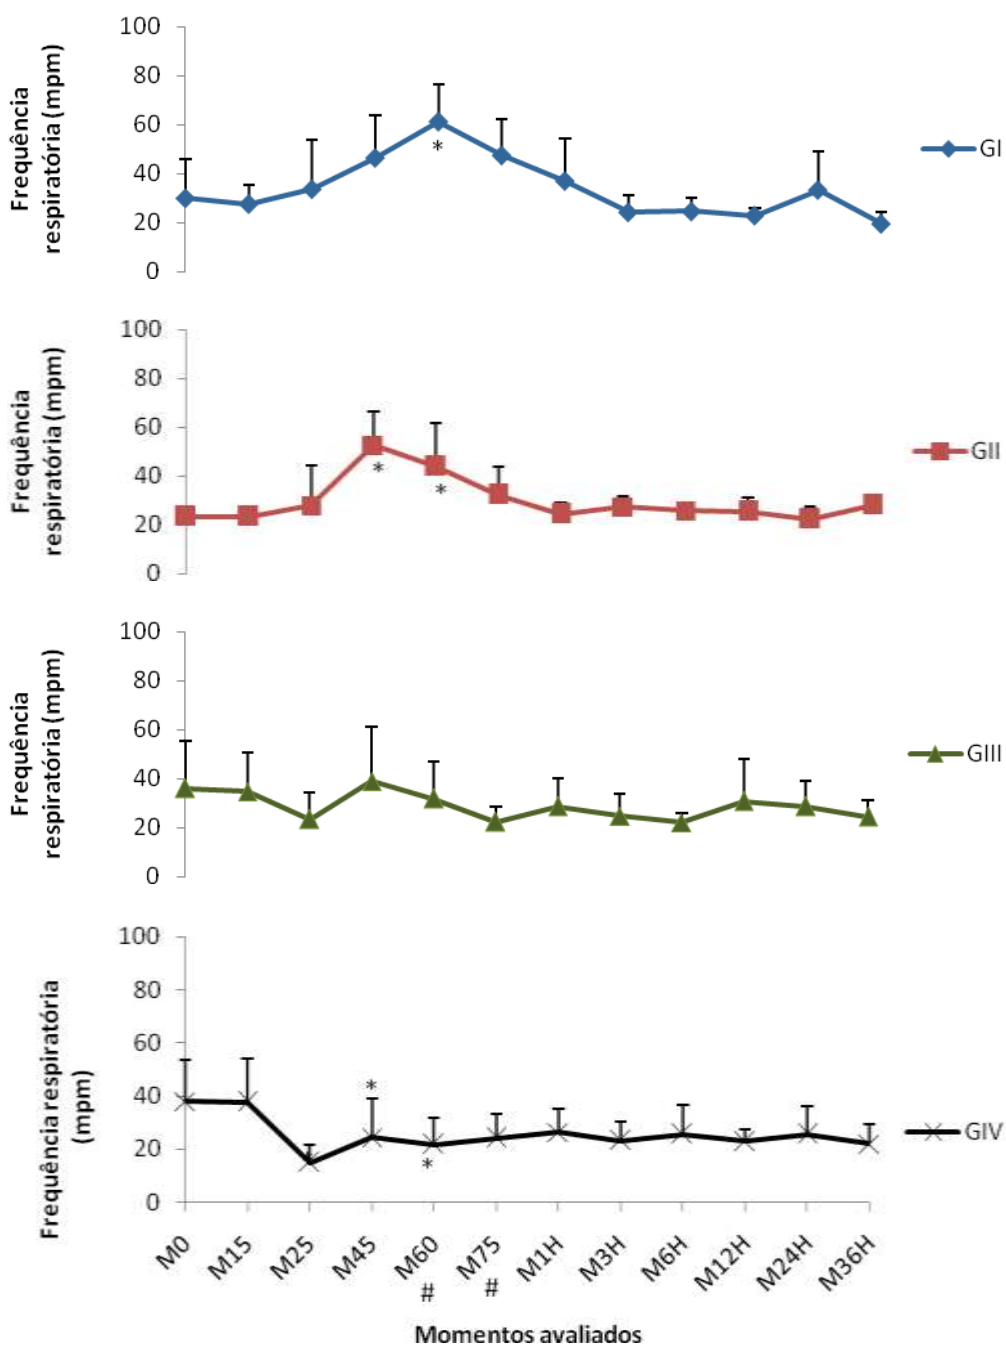 Frequência
respiratória (mpm)
100
80
60
40
20
0
*
GI
Frequência
respiratória (mpm)
100
80
60
40
20
0
*
*
GII
Frequência
respiratória (mpm)
100
80
60
40
20
0
GIII
Frequência respiratória
(mpm)
100
80
60
40
20
0
*
*
GIV
M0 M15 M25 M45 M60 M75 M1H M3H M6H M12H M24H M36H
# #
Momentos avaliados